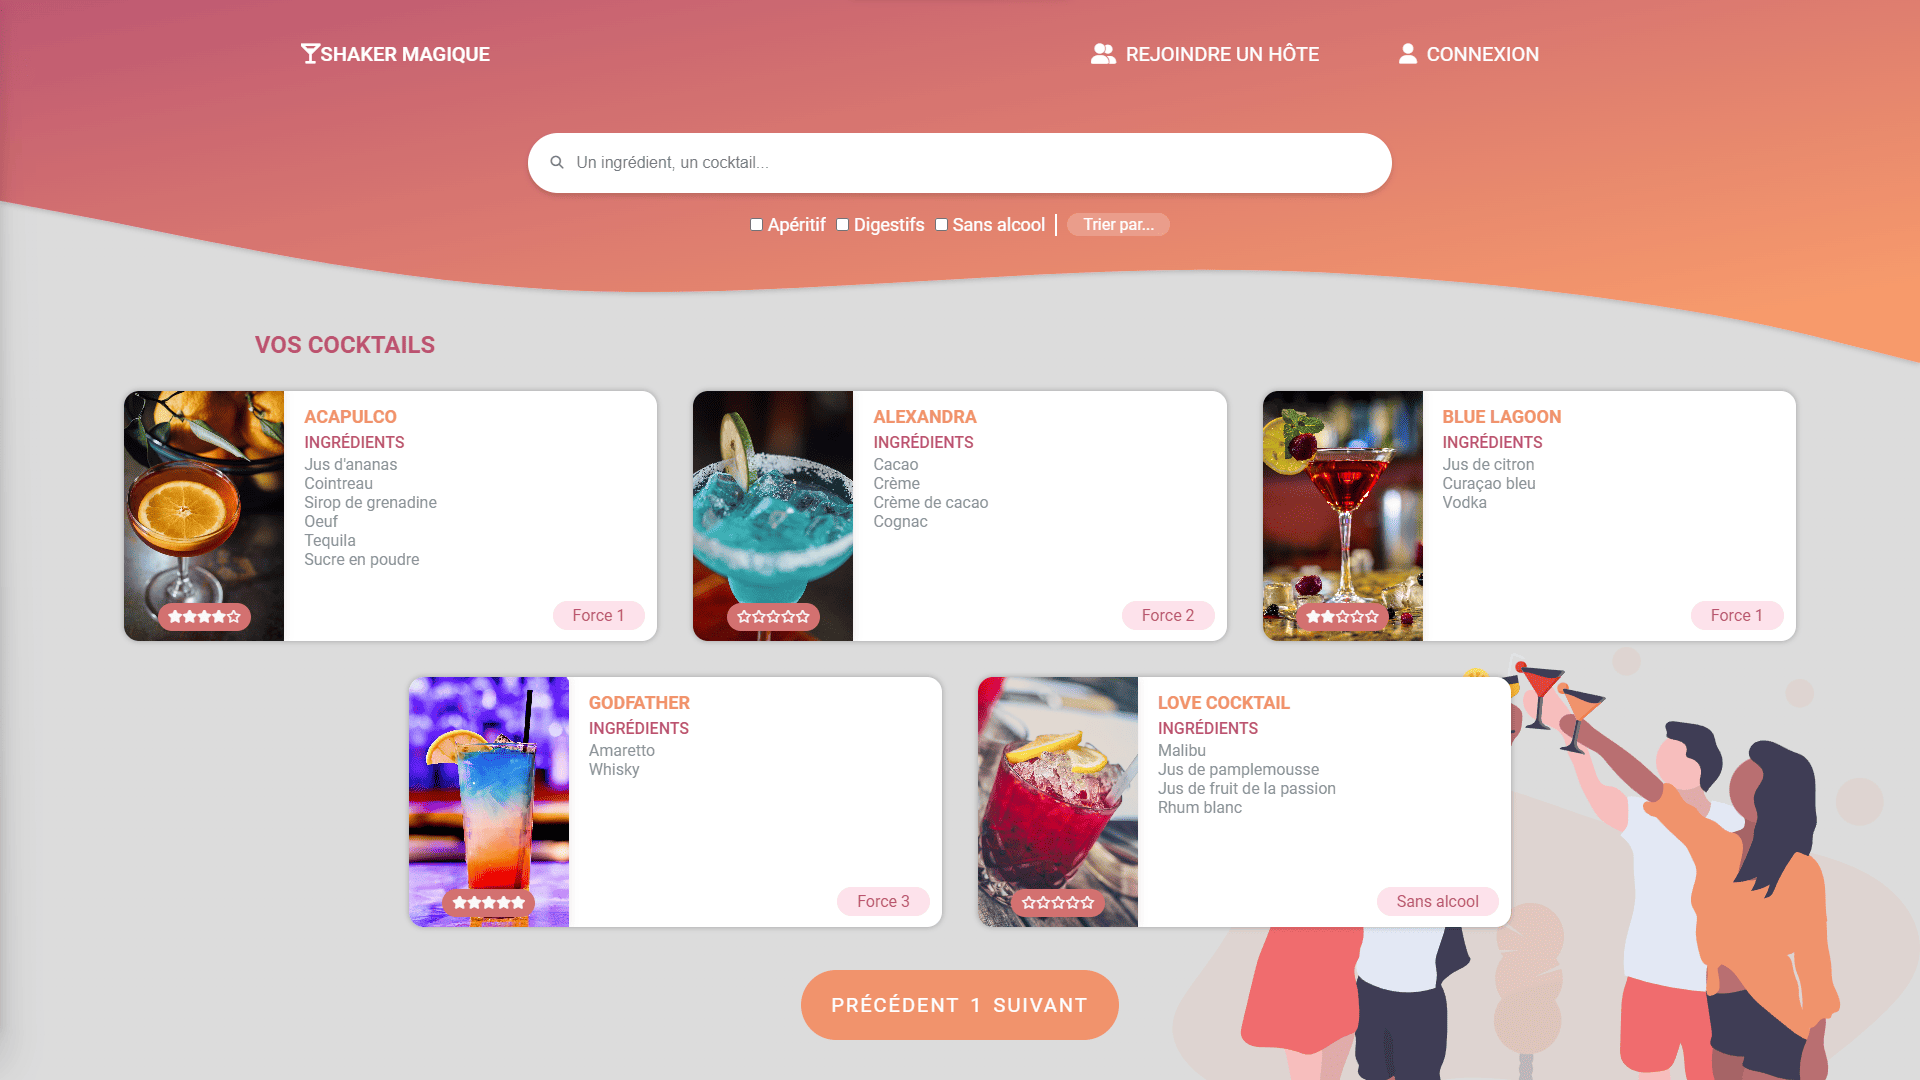 SHAKER MAGIQUE
REJOINDRE UN HÔTE
CONNEXION
Un ingrédient, un cocktail...
Apéritif
Digestifs
Sans alcool
Trier par...
VOS COCKTAILS
ACAPULCO
INGRÉDIENTS
Jus d'ananas
Cointreau
Sirop de grenadine
Oeuf
Tequila
Sucre en poudre
Force 1
ALEXANDRA
INGRÉDIENTS
Cacao
Crème
Crème de cacao
Cognac
Force 2
BLUE LAGOON
INGRÉDIENTS
Jus de citron
Curaçao bleu
Vodka
Force 1
GODFATHER
INGRÉDIENTS
Amaretto
Whisky
Force 3
LOVE COCKTAIL
INGRÉDIENTS
Malibu
Jus de pamplemousse
Jus de fruit de la passion
Rhum blanc
Sans alcool
PRÉCÉDENT 1 SUIVANT